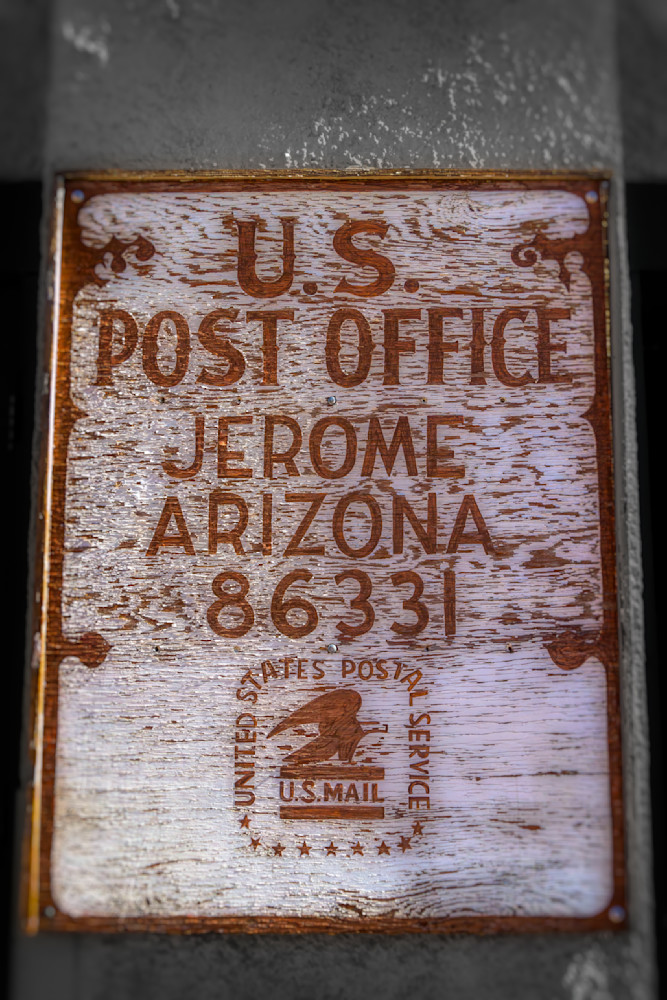 U.S.
POST OFFICE
JEROME
ARIZONA
86331
UNITED STATES POSTAL SERVICE
U.S.MAIL